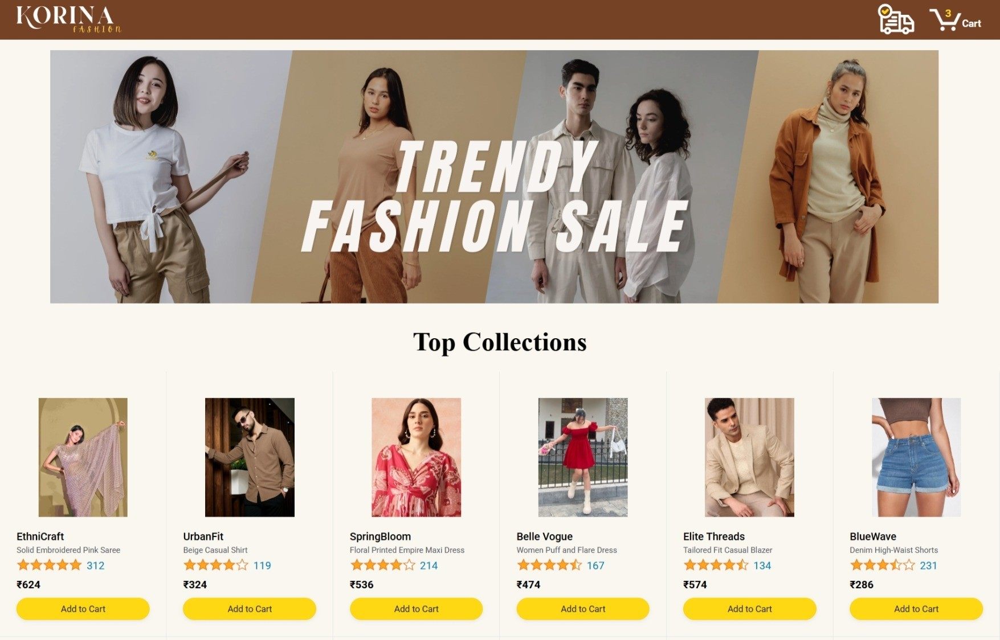 KORINA
FASHION
3
Cart
TRENDY
FASHION SALE
Top Collections
EthniCraft
Solid Embroidered Pink Saree
312
₹624
Add to Cart
UrbanFit
Beige Casual Shirt
119
₹324
Add to Cart
SpringBloom
Floral Printed Empire Maxi Dress
214
₹536
Add to Cart
Belle Vogue
Women Puff and Flare Dress
167
₹474
Add to Cart
Elite Threads
Tailored Fit Casual Blazer
134
₹574
Add to Cart
BlueWave
Denim High-Waist Shorts
231
₹286
Add to Cart